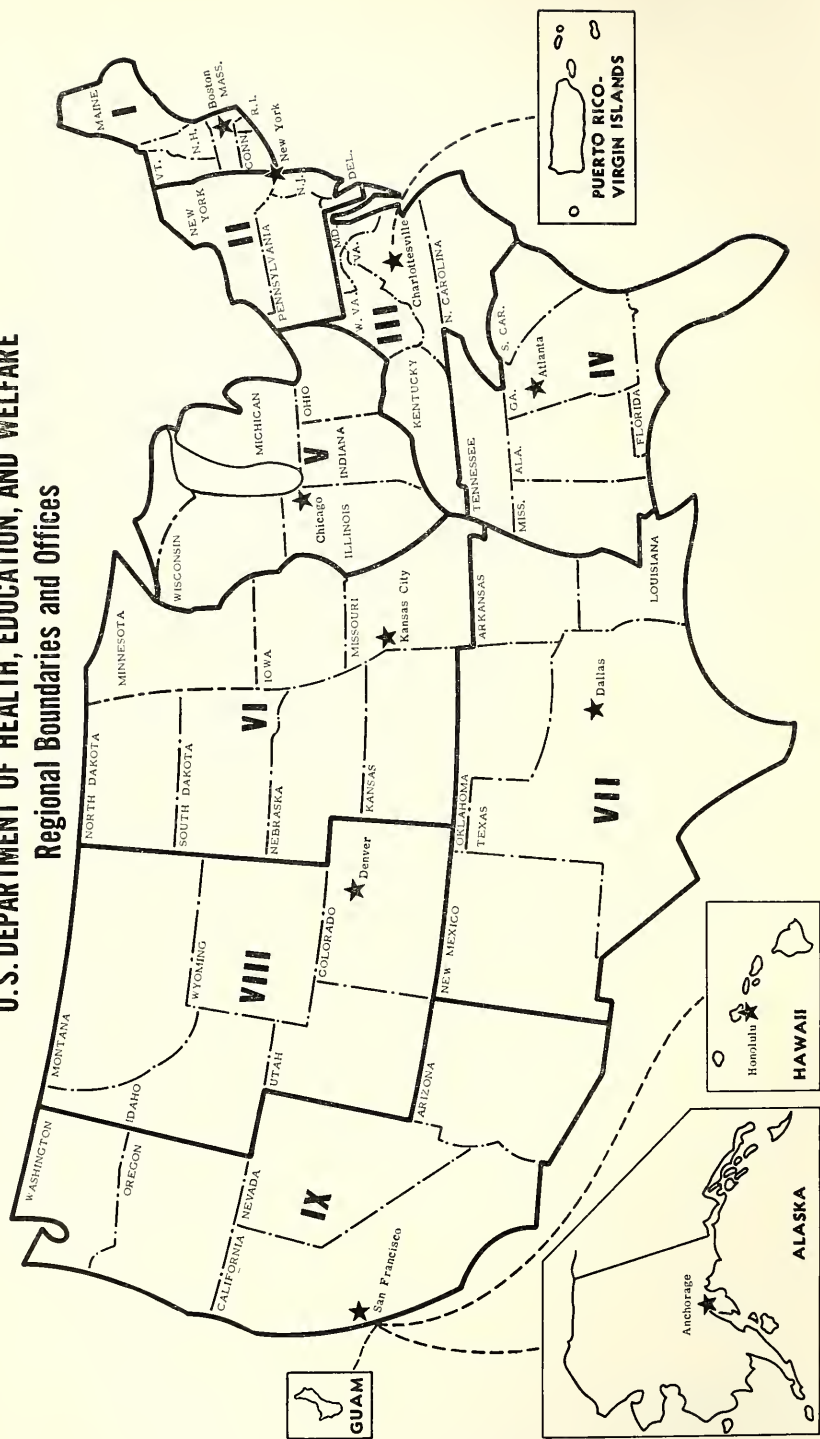 U.S. DEPARTMENT OF HEALTH, EDUCATION, AND WELFARE
Regional Boundaries and Offices
WASHINGTON
OREGON
CALIFORNIA
NEVADA
IX
San Francisco
ARIZONA
MONTANA
IDAHO
WYOMING
VIII
UTAH
COLORADO
Denver
NORTH DAKOTA
SOUTH DAKOTA
MINNESOTA
VI
NEBRASKA
IOWA
KANSAS
MISSOURI
Kansas City
NEW MEXICO
OKLAHOMA
TEXAS
ARKANSAS
Dallas
VII
LOUISIANA
WISCONSIN
MICHIGAN
Chicago
V
ILLINOIS
INDIANA
OHIO
KENTUCKY
TENNESSEE
MISS.
ALA.
GA.
S. CAR.
Atlanta
IV
FLORIDA
MAINE
I
VT.
N.H.
Boston
MASS.
CONN.
R.I.
NEW YORK
II
New York
PENNSYLVANIA
N.J.
DEL.
MD.
W. VA.
VA.
III
Charlottesville
N. CAROLINA
GUAM
Anchorage
ALASKA
Honolulu
HAWAII
PUERTO RICO-
VIRGIN ISLANDS